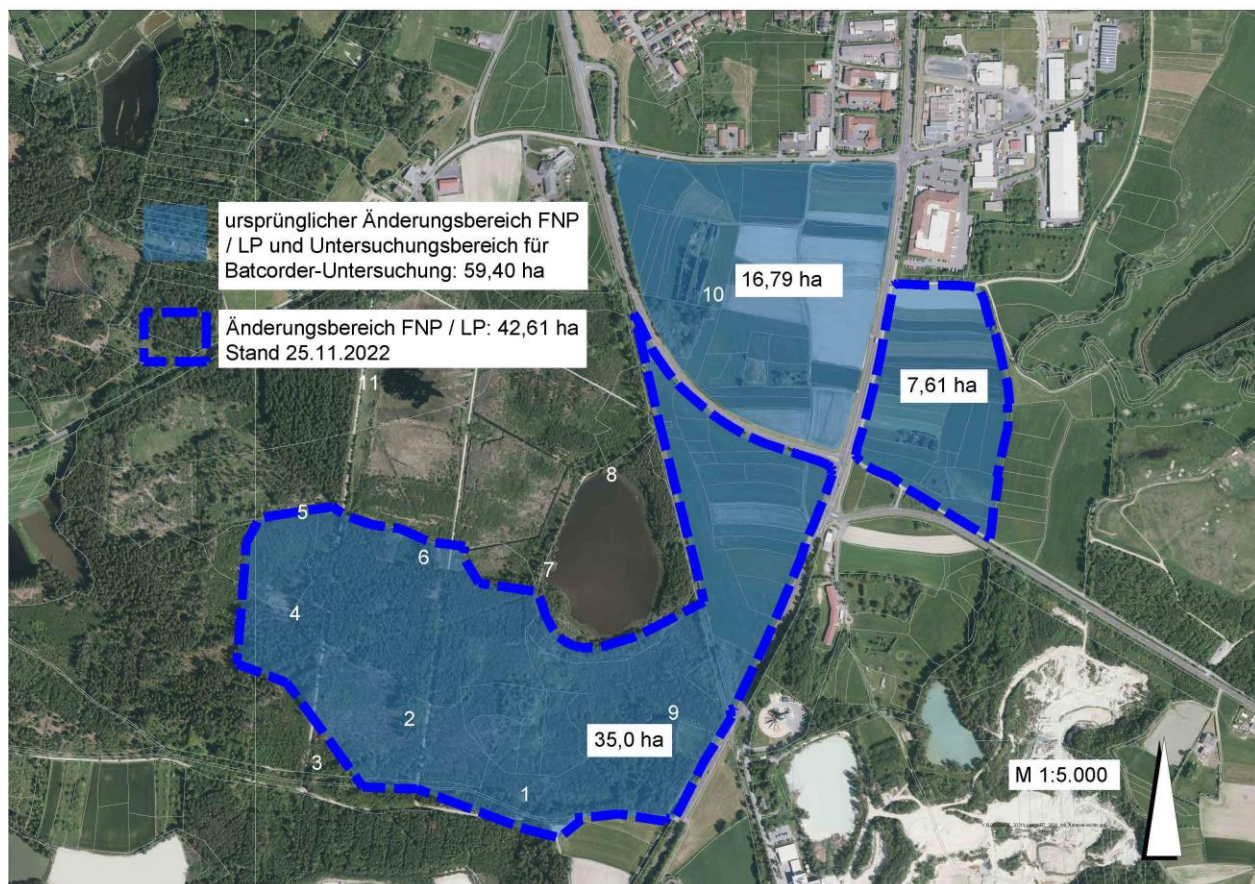 ursprünglicher Änderungsbereich FNP
/ LP und Untersuchungsbereich für
Batcorder-Untersuchung: 59,40 ha
Änderungsbereich FNP / LP: 42,61 ha
Stand 25.11.2022
10
16,79 ha
7,61 ha
11
8
5
6
7
4
2
9
35,0 ha
3
1
M 1:5.000